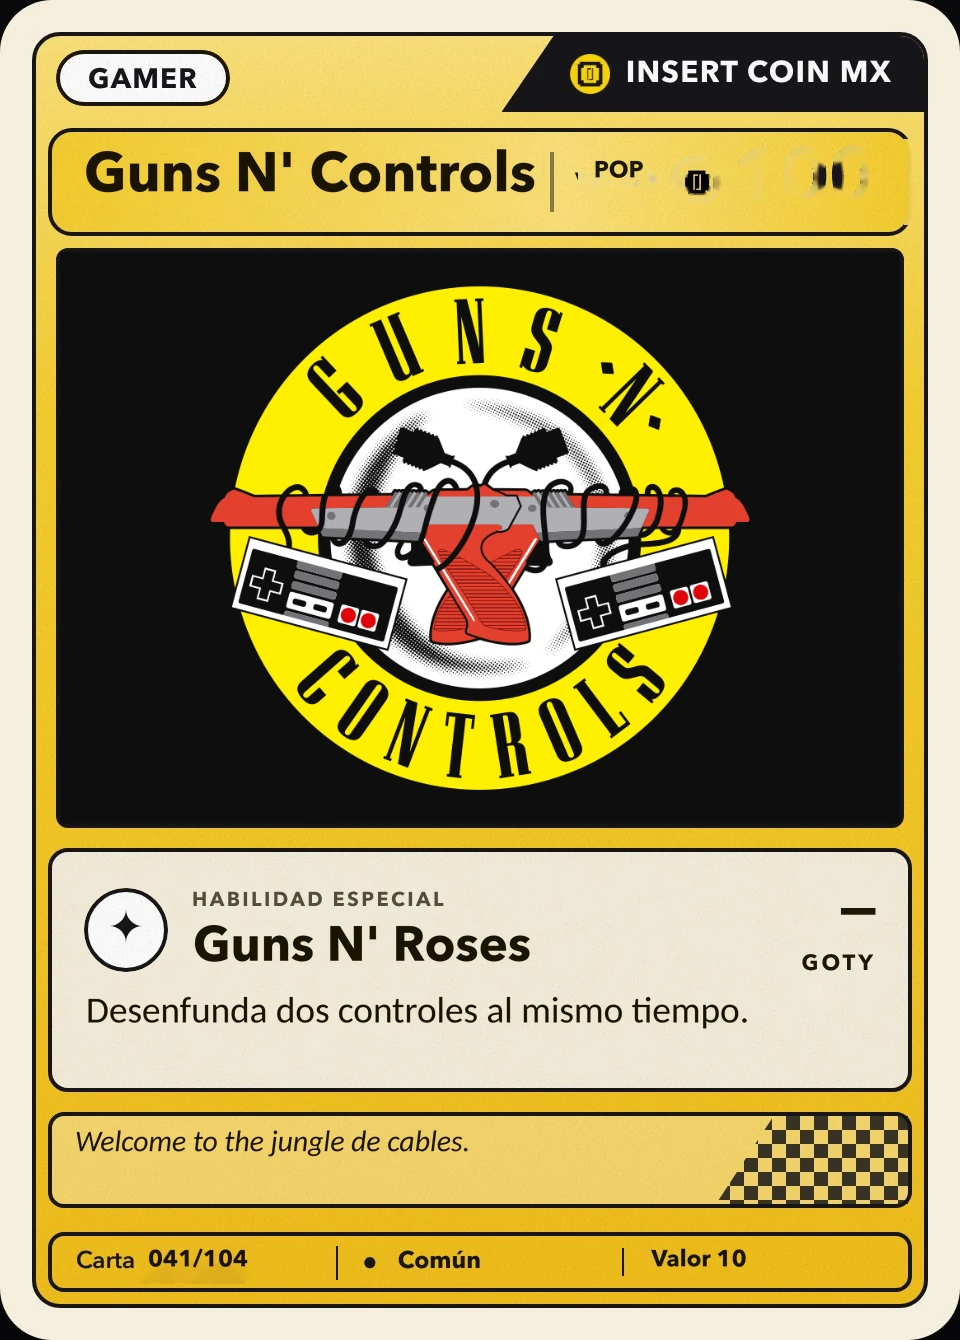 GAMER
INSERT COIN MX
Guns N' Controls
POP
GUNS ·N·
CONTROLS
HABILIDAD ESPECIAL
Guns N' Roses
— GOTY
Desenfunda dos controles al mismo tiempo.
Welcome to the jungle de cables.
Carta 041/104 • Común Valor 10